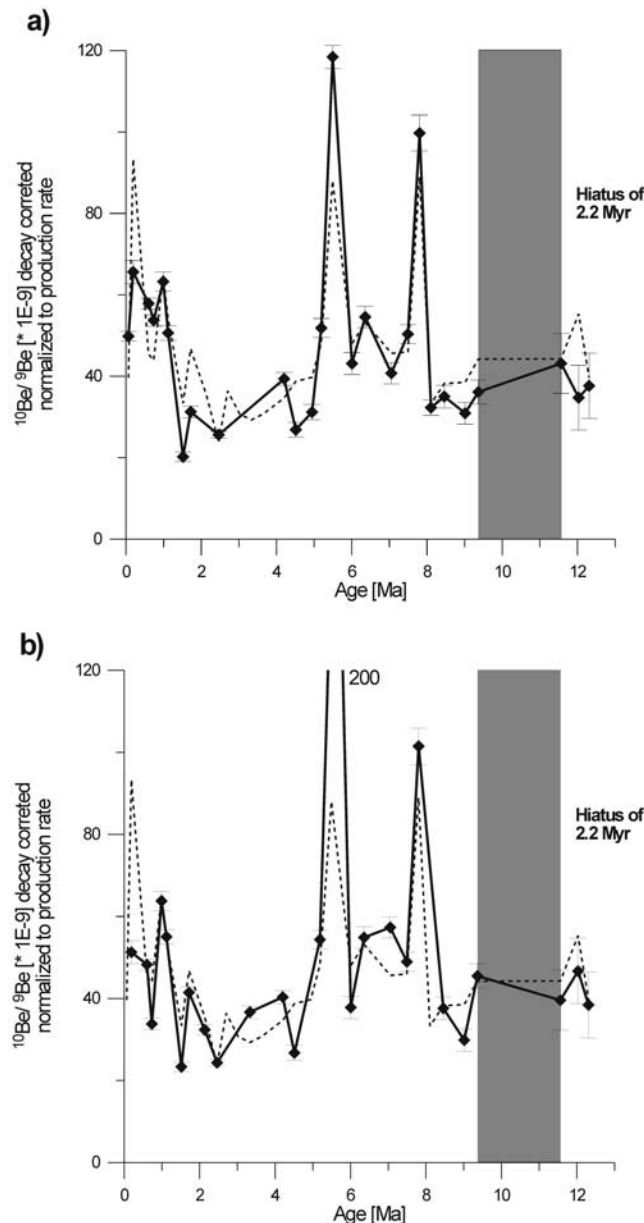 a)
120
80
40
0
¹⁰Be/ ⁹Be [* 1E-9] decay correted
normalized to production rate
Hiatus of
2.2 Myr
0 2 4 6 8 10 12
Age [Ma]
b)
120
80
40
0
¹⁰Be/ ⁹Be [* 1E-9] decay correted
normalized to production rate
200
Hiatus of
2.2 Myr
0 2 4 6 8 10 12
Age [Ma]